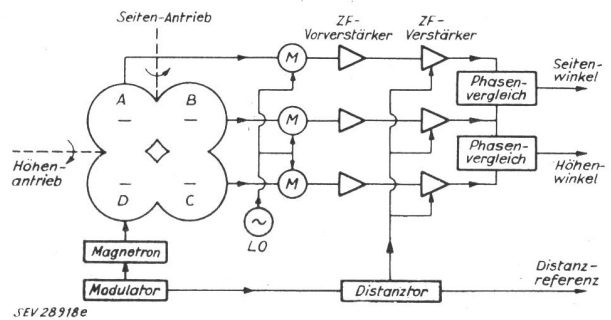 Seiten-Antrieb
ZF-
Vorverstärker
ZF-
Verstärker
A
B
M
Seiten-
winkel
Phasen-
vergleich
M
Höhen-
antrieb
Phasen-
vergleich
Höhen-
winkel
D
C
M
LO
Magnetron
Modulator
Distanztor
Distanz-
referenz
SEV 28918e